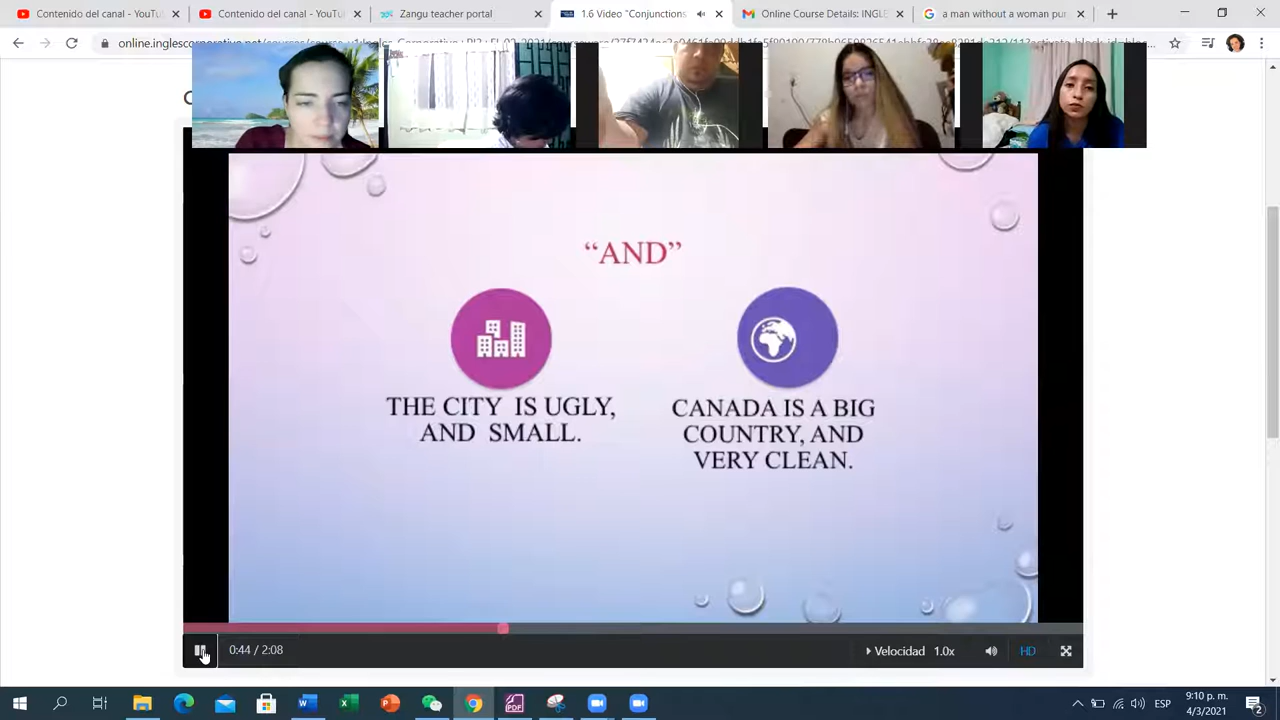 Contenido del canal - YouTu
Contenido del canal - YouTu
Zangu teacher portal
1.6 Video "Conjunctions
Online Course Details: INGLE
a man without a woman pu
“AND”
THE CITY IS UGLY,
AND SMALL.
CANADA IS A BIG
COUNTRY, AND
VERY CLEAN.
0:44 / 2:08
Velocidad 1.0x
HD
ESP
9:10 p. m.
4/3/2021
2